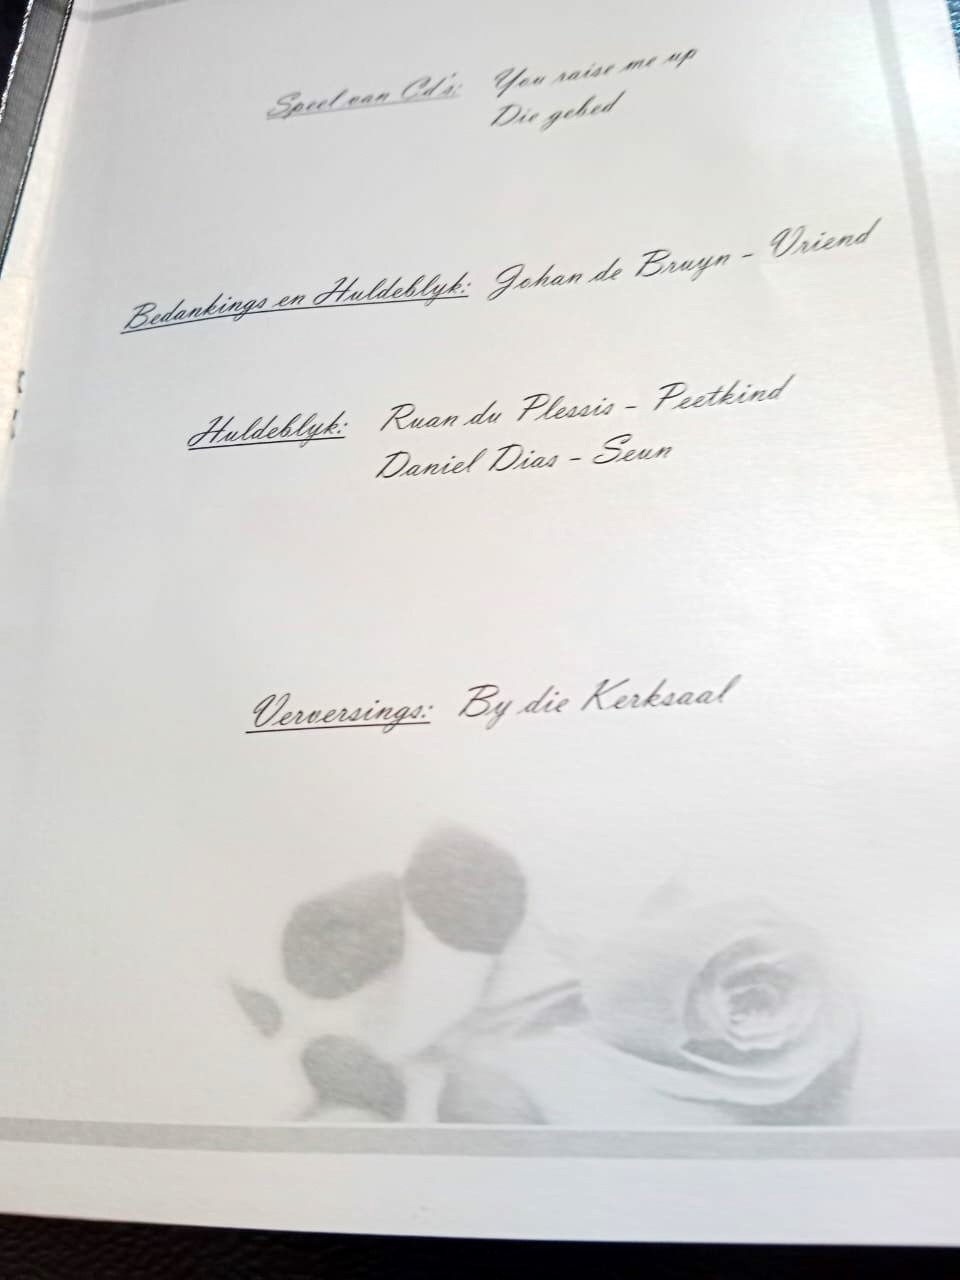 Speel van Cd's: You raise me up
Die gebed
Bedankings en Huldeblyk: Johan de Bruyn - Vriend
Huldeblyk: Ruan du Plessis - Peetkind
Daniel Dias - Seun
Verversings: By die Kerksaal